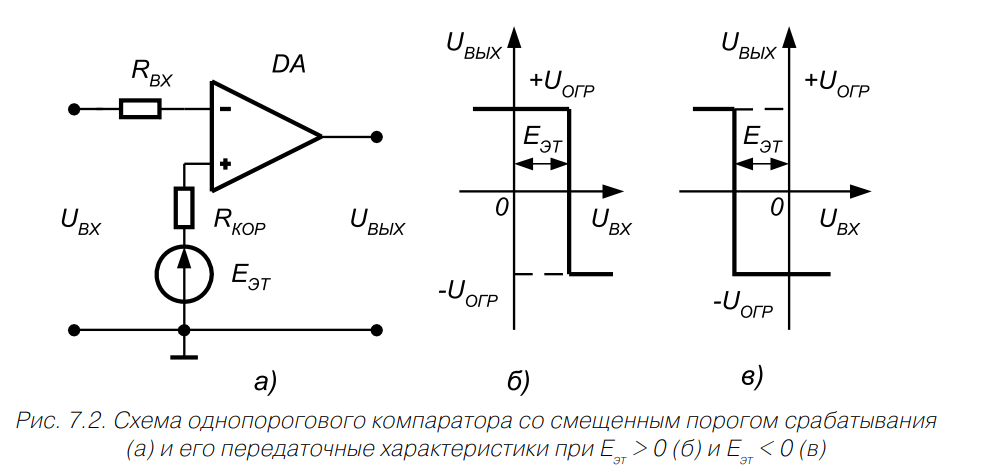 R_ВХ
DA
-
+
U_ВХ
R_КОР
E_ЭТ
U_ВЫХ
а)
U_ВЫХ
+U_ОГР
E_ЭТ
0
U_ВХ
-U_ОГР
б)
U_ВЫХ
+U_ОГР
E_ЭТ
0
U_ВХ
-U_ОГР
в)
Рис. 7.2. Схема однопорогового компаратора со смещенным порогом срабатывания
(а) и его передаточные характеристики при E_эт > 0 (б) и E_эт < 0 (в)